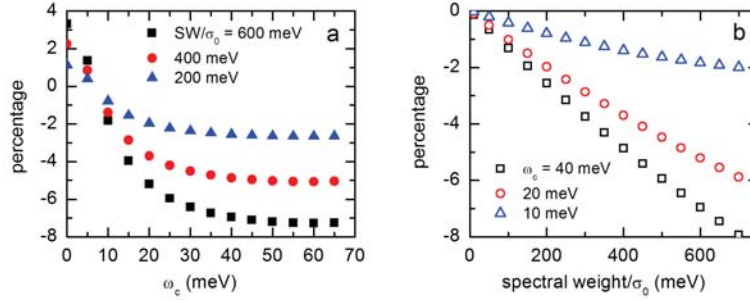 4
2
0
-2
-4
-6
-8
percentage
SW/σ₀ = 600 meV
400 meV
200 meV
a
0 10 20 30 40 50 60 70
ω_c (meV)
0
-2
-4
-6
-8
percentage
b
ω_c = 40 meV
20 meV
10 meV
0 200 400 600
spectral weight/σ₀ (meV)